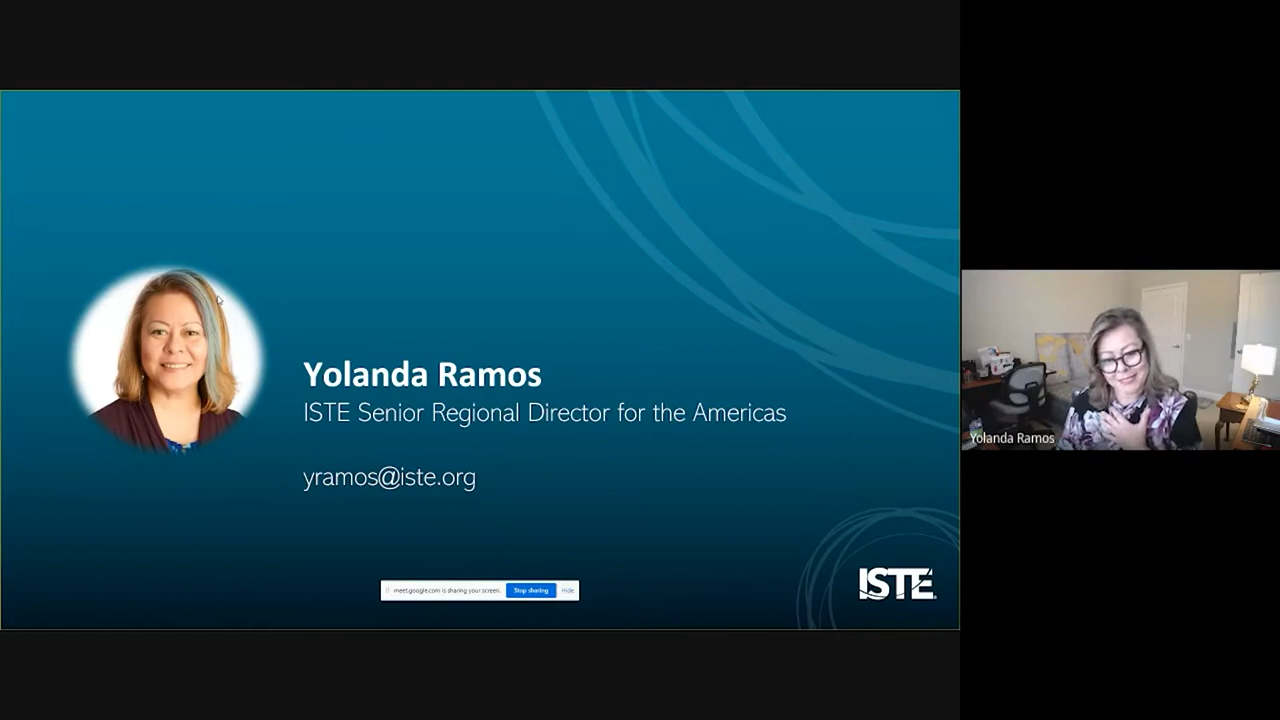 Yolanda Ramos
ISTE Senior Regional Director for the Americas
yramos@iste.org
meet.google.com is sharing your screen.
Stop sharing
Hide
ISTE
Yolanda Ramos